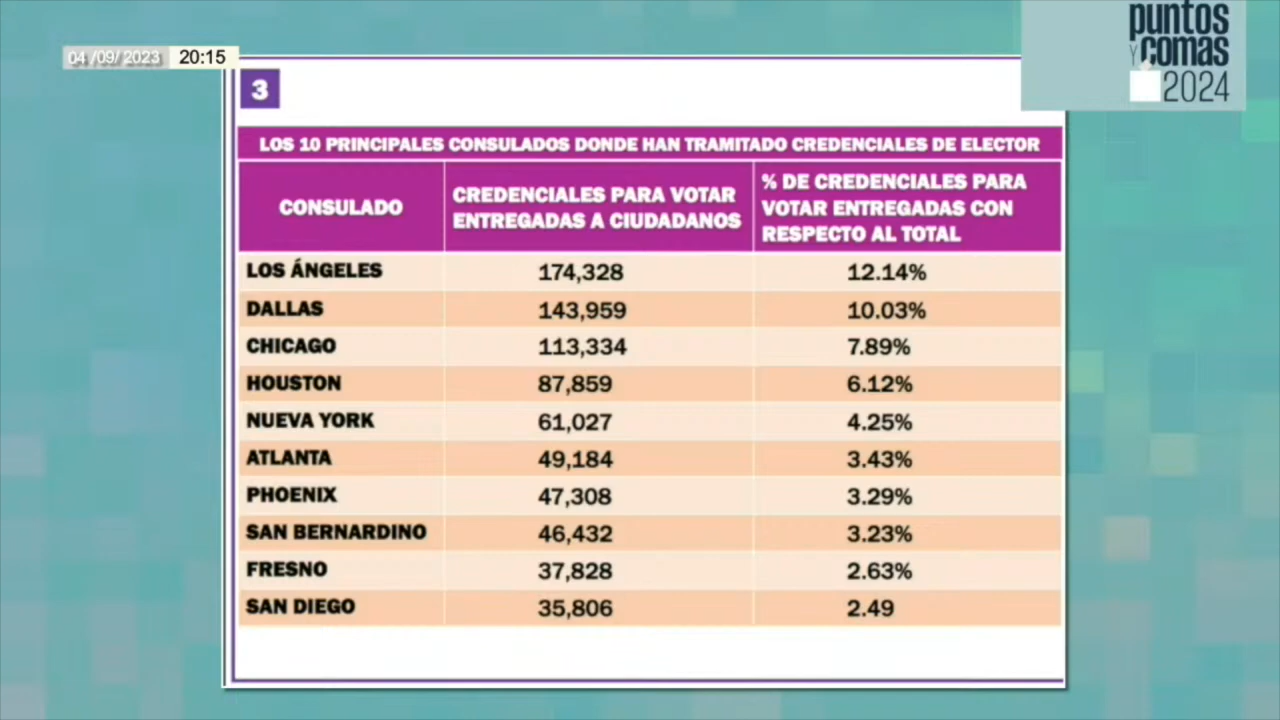 04 /09/ 2023 20:15
puntos
Y comas
2024
3
LOS 10 PRINCIPALES CONSULADOS DONDE HAN TRAMITADO CREDENCIALES DE ELECTOR
CONSULADO
CREDENCIALES PARA VOTAR
ENTREGADAS A CIUDADANOS
% DE CREDENCIALES PARA
VOTAR ENTREGADAS CON
RESPECTO AL TOTAL
LOS ÁNGELES 174,328 12.14%
DALLAS 143,959 10.03%
CHICAGO 113,334 7.89%
HOUSTON 87,859 6.12%
NUEVA YORK 61,027 4.25%
ATLANTA 49,184 3.43%
PHOENIX 47,308 3.29%
SAN BERNARDINO 46,432 3.23%
FRESNO 37,828 2.63%
SAN DIEGO 35,806 2.49